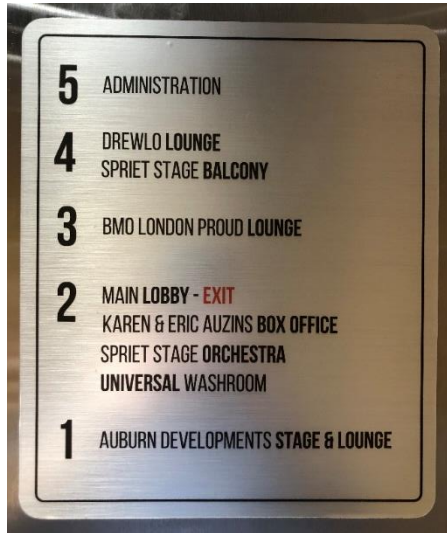 5 ADMINISTRATION
4 DREWLO LOUNGE
SPRIET STAGE BALCONY
3 BMO LONDON PROUD LOUNGE
2 MAIN LOBBY - EXIT
KAREN & ERIC AUZINS BOX OFFICE
SPRIET STAGE ORCHESTRA
UNIVERSAL WASHROOM
1 AUBURN DEVELOPMENTS STAGE & LOUNGE